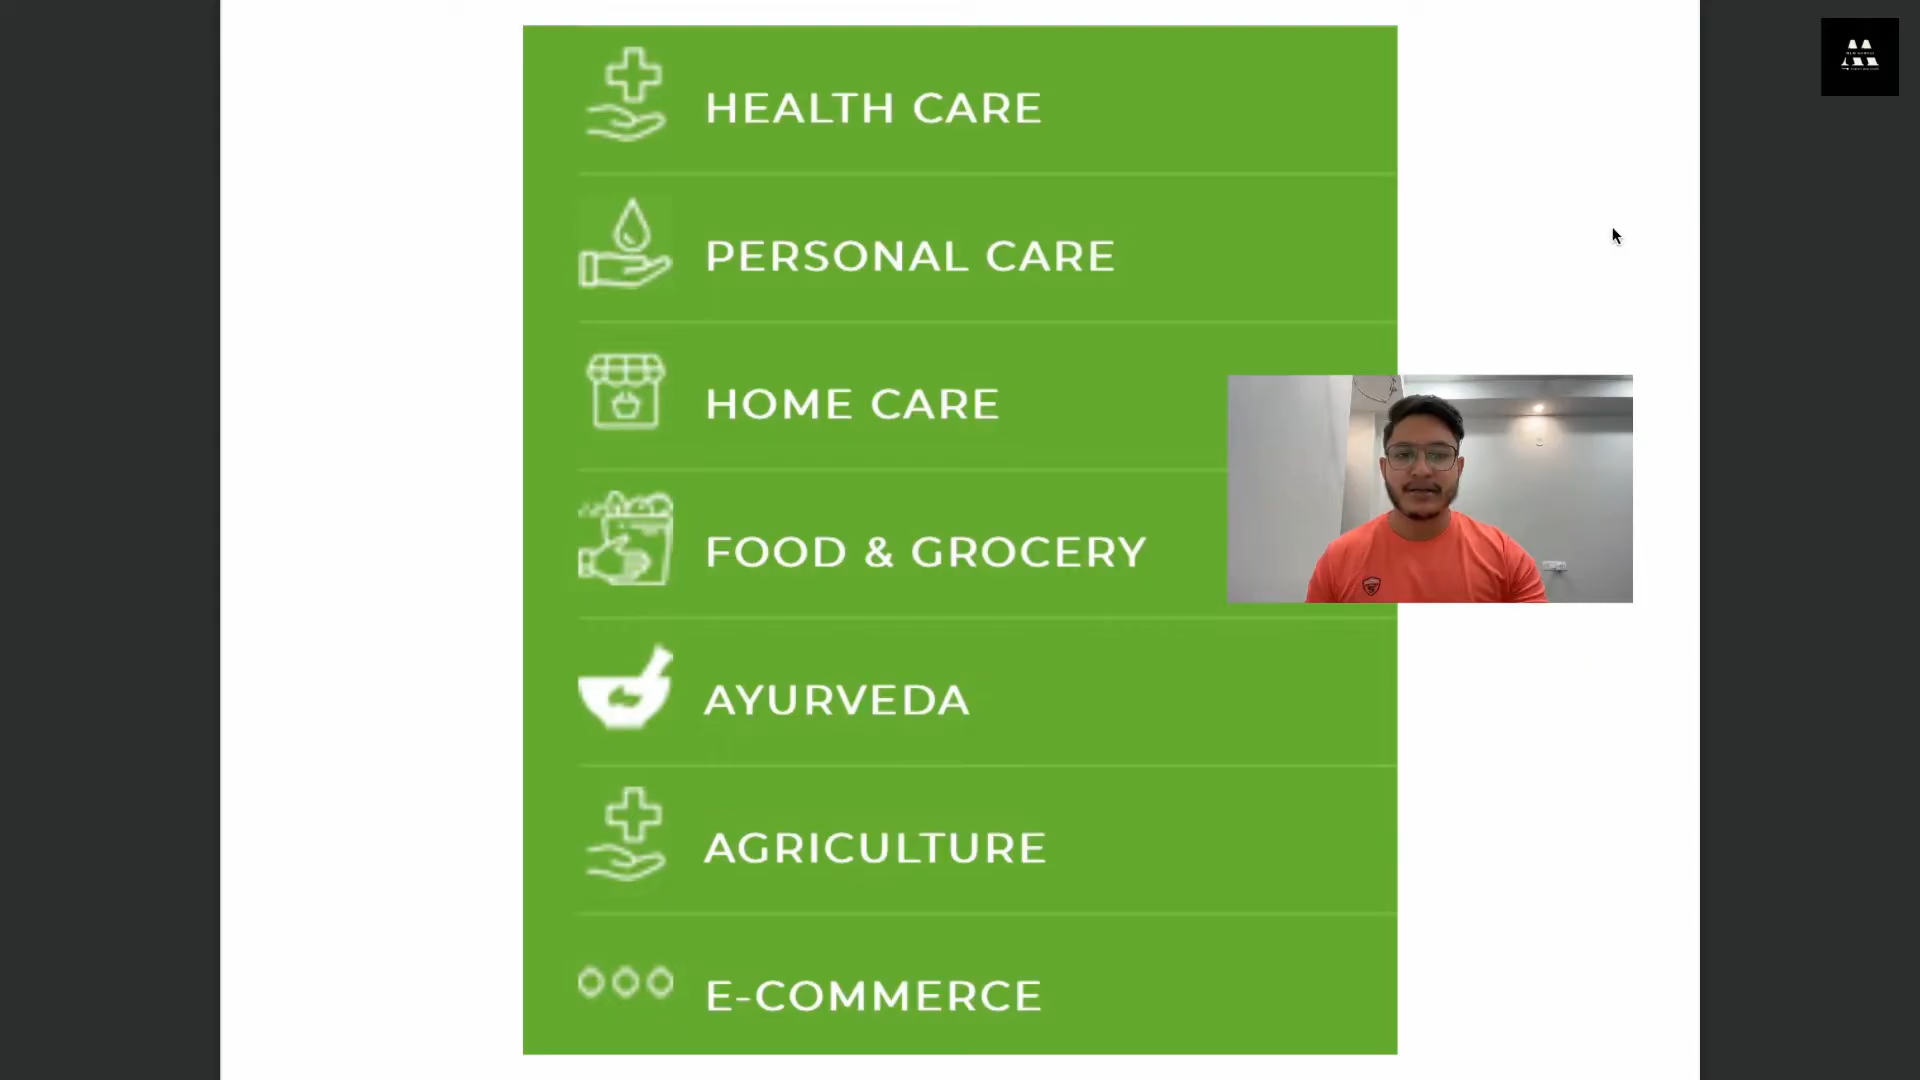 HEALTH CARE
PERSONAL CARE
HOME CARE
FOOD & GROCERY
AYURVEDA
AGRICULTURE
E-COMMERCE